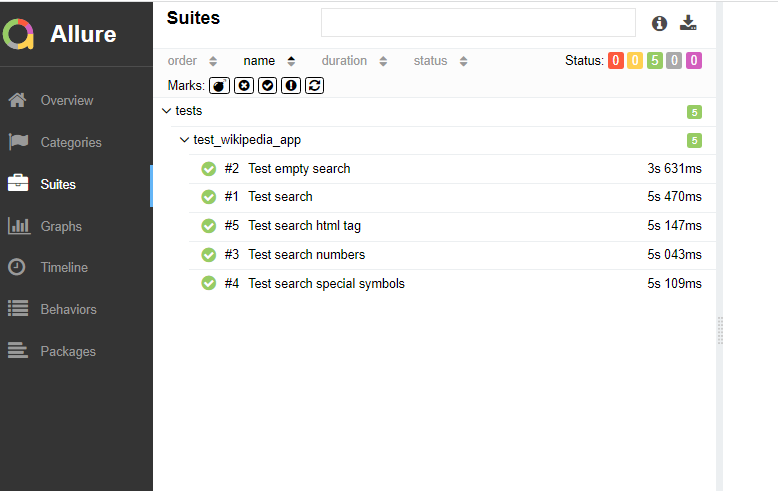 Allure
Overview
Categories
Suites
Graphs
Timeline
Behaviors
Packages
Suites
order name duration status Status: 0 0 5 0 0
Marks:
tests 5
test_wikipedia_app 5
#2 Test empty search 3s 631ms
#1 Test search 5s 470ms
#5 Test search html tag 5s 147ms
#3 Test search numbers 5s 043ms
#4 Test search special symbols 5s 109ms